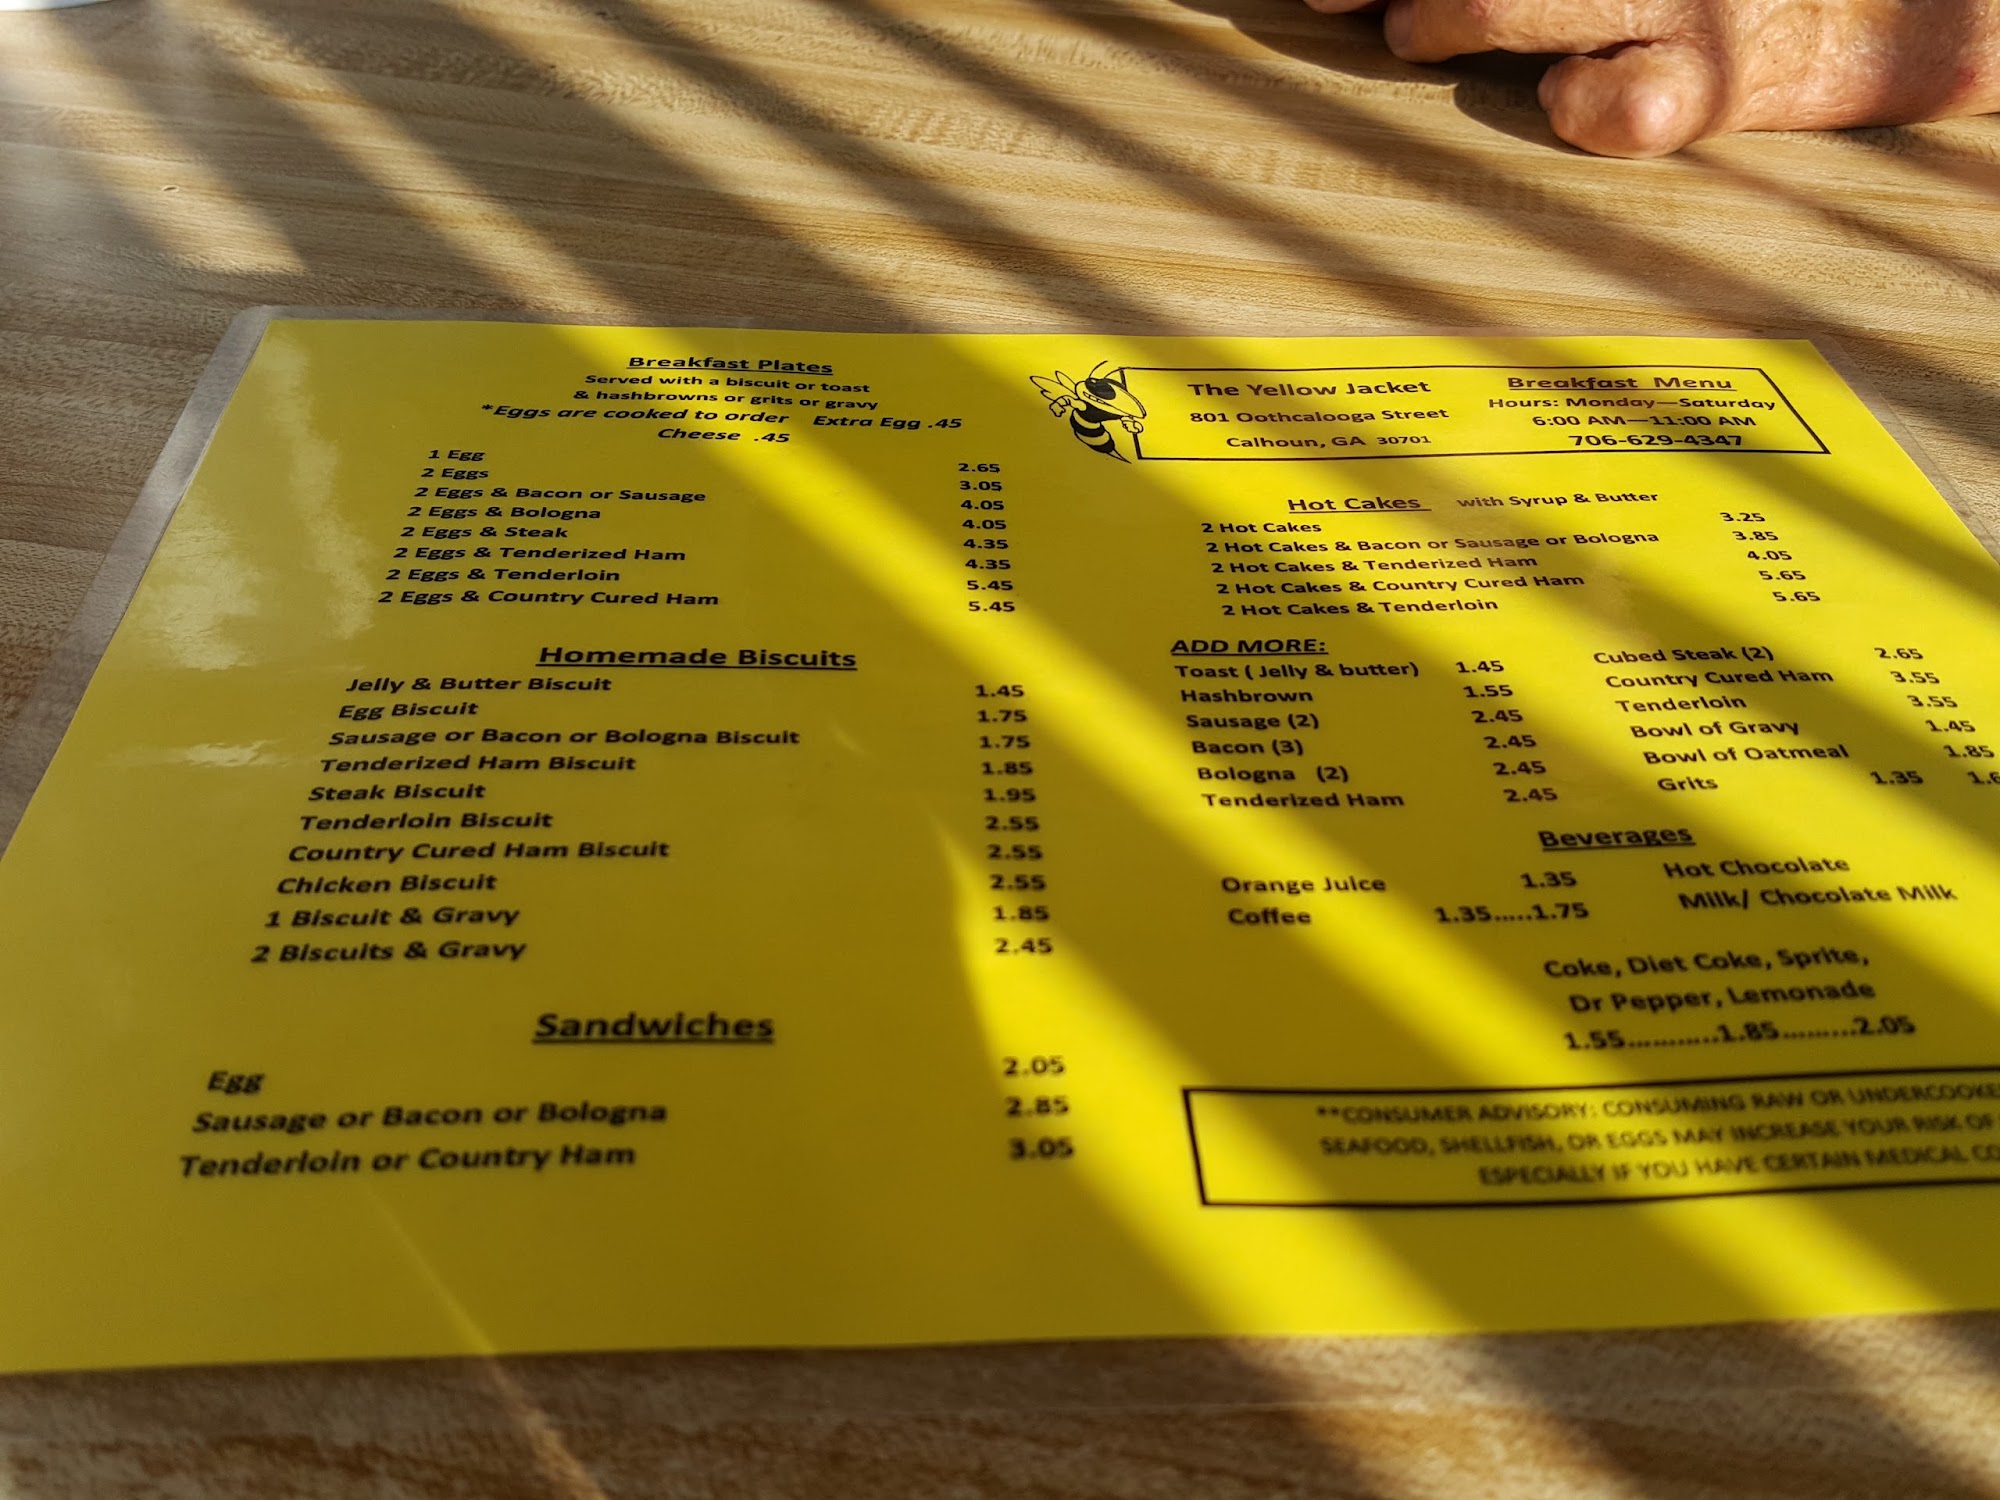 Breakfast Plates
Served with a biscuit or toast
& hashbrowns or grits or gravy
*Eggs are cooked to order Extra Egg .45
Cheese .45
1 Egg 2.65
2 Eggs 3.05
2 Eggs & Bacon or Sausage 4.05
2 Eggs & Bologna 4.05
2 Eggs & Steak 4.35
2 Eggs & Tenderized Ham 4.35
2 Eggs & Tenderloin 5.45
2 Eggs & Country Cured Ham 5.45
Homemade Biscuits
Jelly & Butter Biscuit 1.45
Egg Biscuit 1.75
Sausage or Bacon or Bologna Biscuit 1.75
Tenderized Ham Biscuit 1.85
Steak Biscuit 1.95
Tenderloin Biscuit 2.55
Country Cured Ham Biscuit 2.55
Chicken Biscuit 2.55
1 Biscuit & Gravy 1.85
2 Biscuits & Gravy 2.45
Sandwiches
Egg 2.05
Sausage or Bacon or Bologna 2.85
Tenderloin or Country Ham 3.05
The Yellow Jacket
801 Oothcalooga Street
Calhoun, GA 30701
Breakfast Menu
Hours: Monday—Saturday
6:00 AM—11:00 AM
706-629-4347
Hot Cakes with Syrup & Butter
2 Hot Cakes 3.25
2 Hot Cakes & Bacon or Sausage or Bologna 3.85
2 Hot Cakes & Tenderized Ham 4.05
2 Hot Cakes & Country Cured Ham 5.65
2 Hot Cakes & Tenderloin 5.65
ADD MORE:
Toast ( Jelly & butter) 1.45
Hashbrown 1.55
Sausage (2) 2.45
Bacon (3) 2.45
Bologna (2) 2.45
Tenderized Ham 2.45
Cubed Steak (2) 2.65
Country Cured Ham 3.55
Tenderloin 3.55
Bowl of Gravy 1.45
Bowl of Oatmeal 1.85
Grits 1.35
Beverages
Orange Juice 1.35
Coffee 1.35.....1.75
Hot Chocolate
Milk/ Chocolate Milk
Coke, Diet Coke, Sprite,
Dr Pepper, Lemonade
1.55............1.85..........2.05
**CONSUMER ADVISORY: CONSUMING RAW OR
SEAFOOD, SHELLFISH, OR EGGS MAY INCREASE YOUR RISK OF
ESPECIALLY IF YOU HAVE CERTAIN MEDICAL